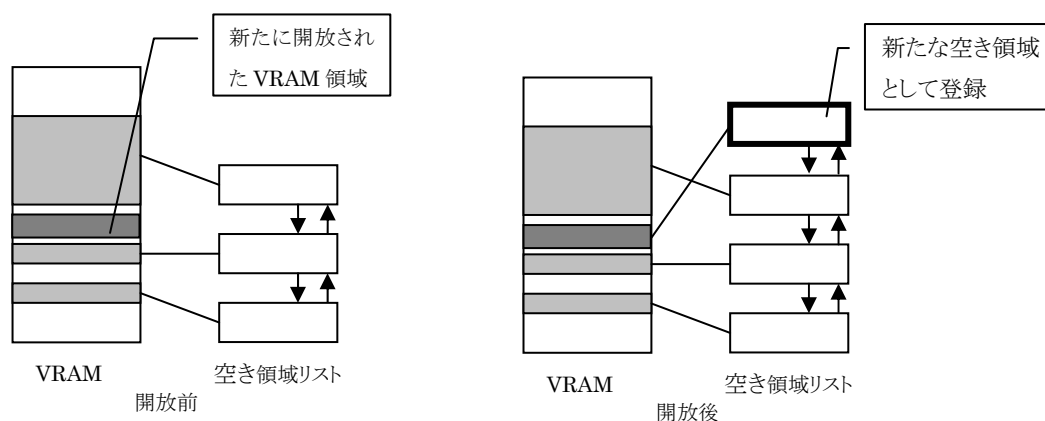 新たに開放され
た VRAM 領域
VRAM
空き領域リスト
開放前
新たな空き領域
として登録
VRAM
空き領域リスト
開放後